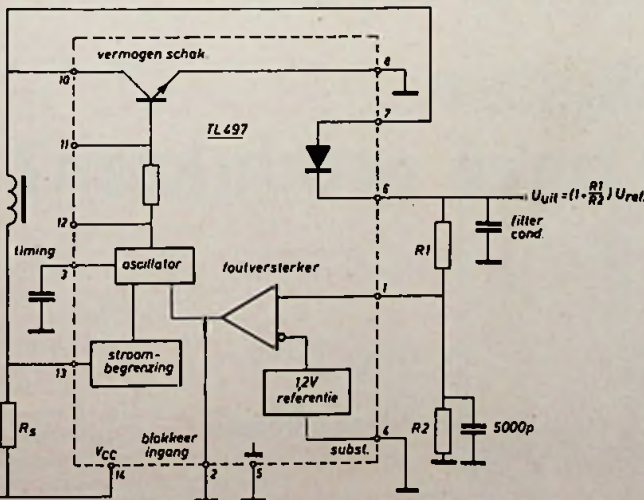 vermogen schak.
10
8
7
TL497
11
6
Uuit = (1+R1/R2) Uref.
12
R1
filter
cond.
timing
3
oscillator
foutversterker
1
stroom-
begrenzing
13
1,2V
referentie
Rs
VCC
blokkeer
ingang
subst.
4
R2
5000p
14
2
5